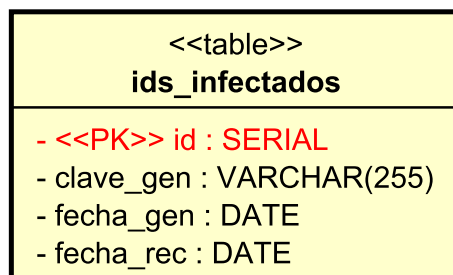 <<table>>
ids_infectados
- <<PK>> id : SERIAL
- clave_gen : VARCHAR(255)
- fecha_gen : DATE
- fecha_rec : DATE